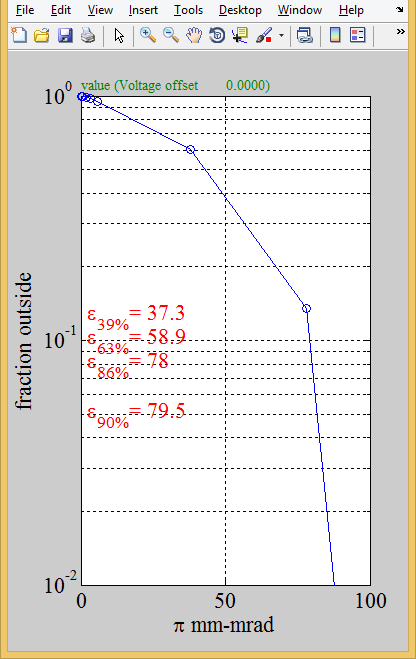 File Edit View Insert Tools Desktop Window Help
value (Voltage offset 0.0000)
10⁰
fraction outside
ε39% = 37.3
ε63% = 58.9
10⁻¹
ε86% = 78
ε90% = 79.5
10⁻²
0 50 100
π mm-mrad